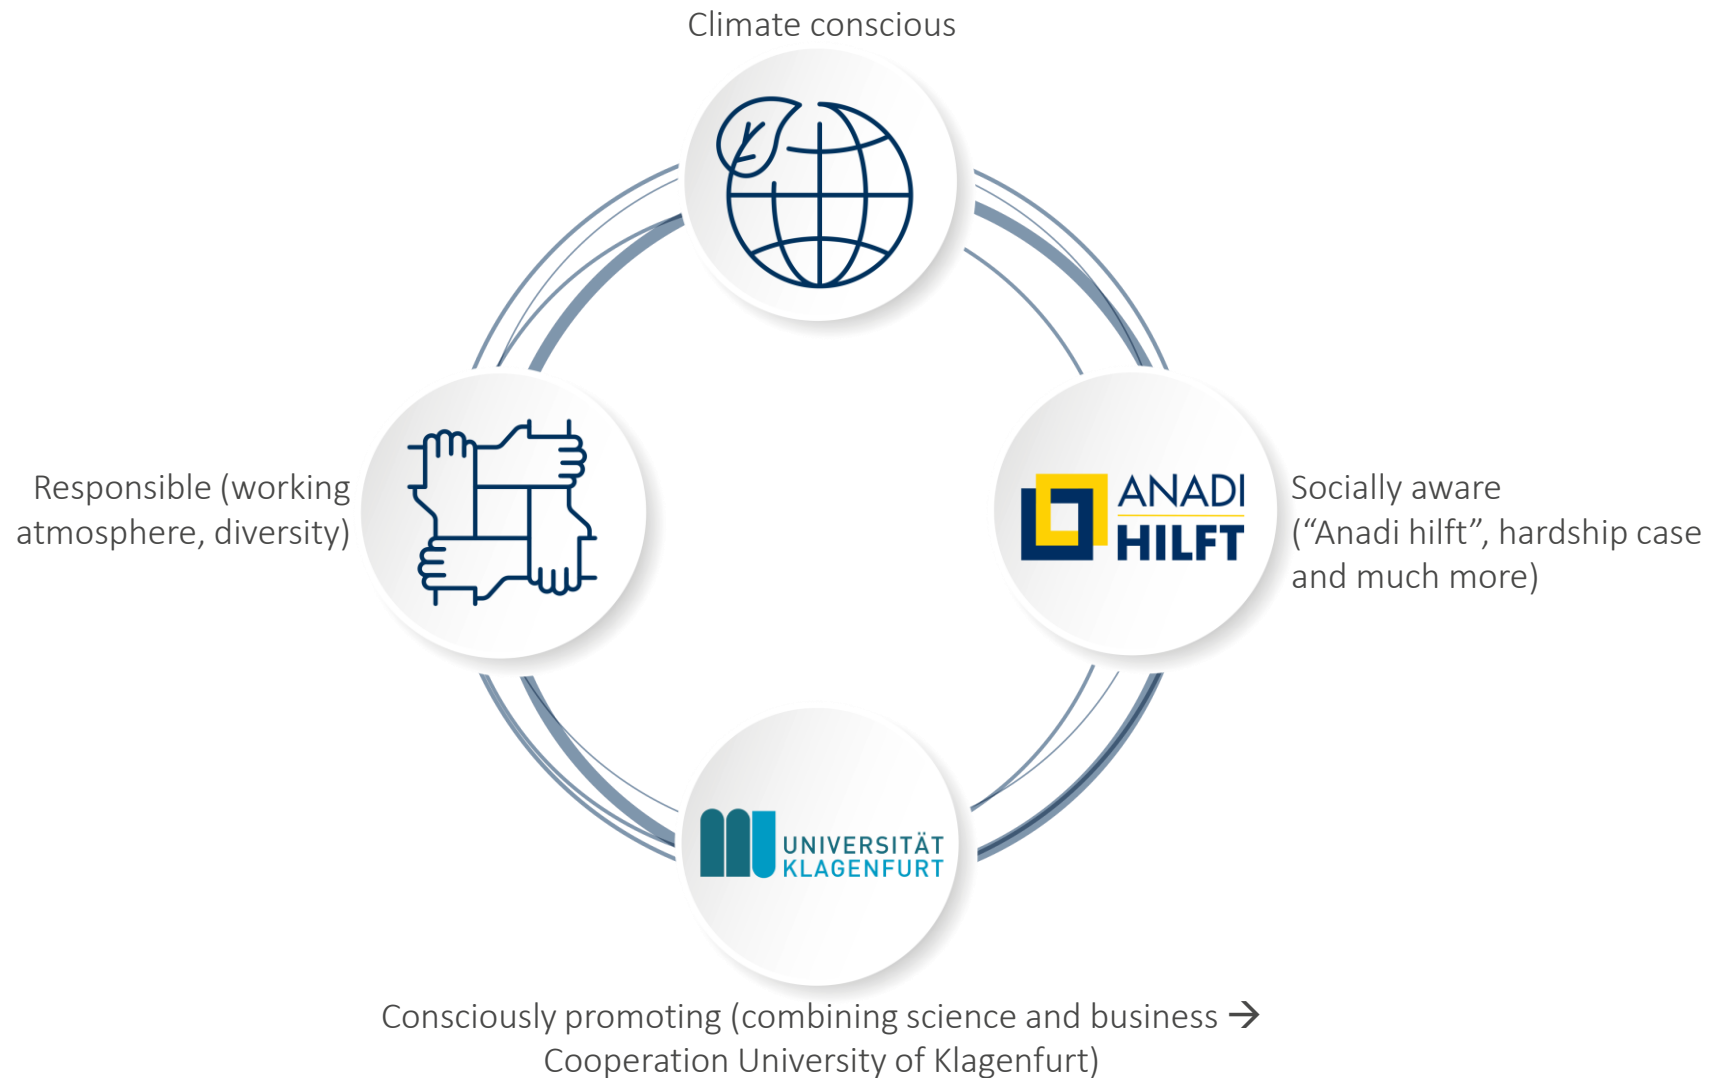 Climate conscious
Responsible (working
atmosphere, diversity)
ANADI
HILFT
Socially aware
(“Anadi hilft”, hardship case
and much more)
UNIVERSITÄT
KLAGENFURT
Consciously promoting (combining science and business →
Cooperation University of Klagenfurt)